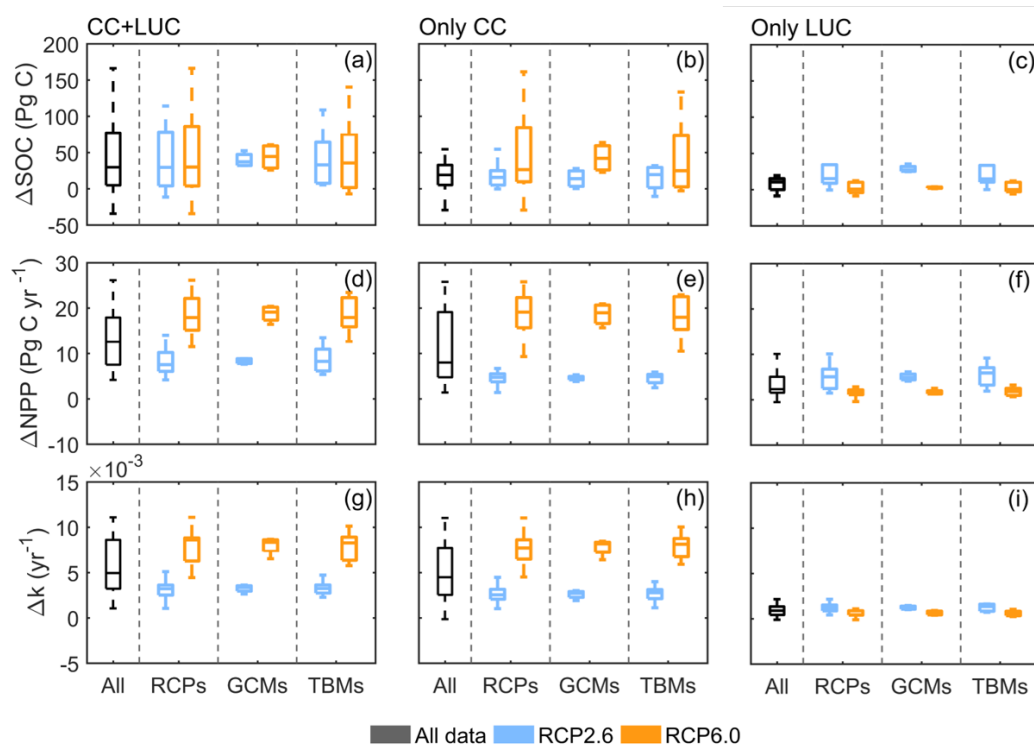 CC+LUC
Only CC
Only LUC
ΔSOC (Pg C)
200
150
100
50
0
-50
(a)
(b)
(c)
ΔNPP (Pg C yr⁻¹)
30
20
10
0
-10
(d)
(e)
(f)
×10⁻³
Δk (yr⁻¹)
15
10
5
0
-5
(g)
(h)
(i)
All RCPs GCMs TBMs
All RCPs GCMs TBMs
All RCPs GCMs TBMs
All data RCP2.6 RCP6.0